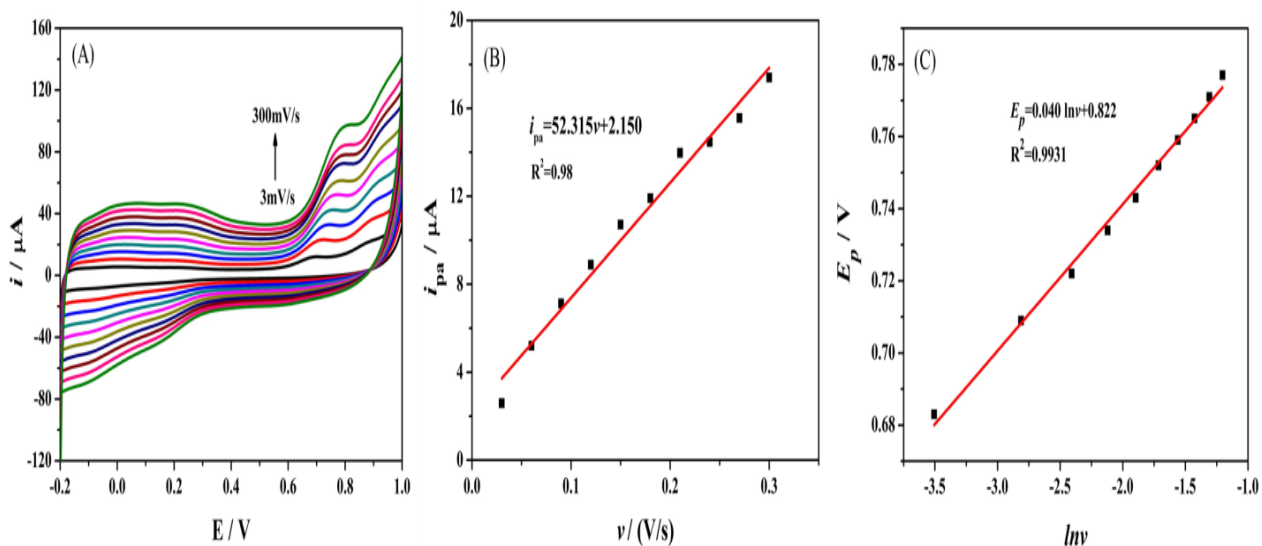 (A)
160
120
80
40
0
-40
-80
-120
-0.2 0.0 0.2 0.4 0.6 0.8 1.0
i / μA
E / V
300mV/s
3mV/s
(B)
20
16
12
8
4
0
0.0 0.1 0.2 0.3
i_pa / μA
v / (V/s)
i_pa=52.315v+2.150
R²=0.98
(C)
0.78
0.76
0.74
0.72
0.70
0.68
-3.5 -3.0 -2.5 -2.0 -1.5 -1.0
E_p / V
lnv
E_p=0.040 lnv+0.822
R²=0.9931